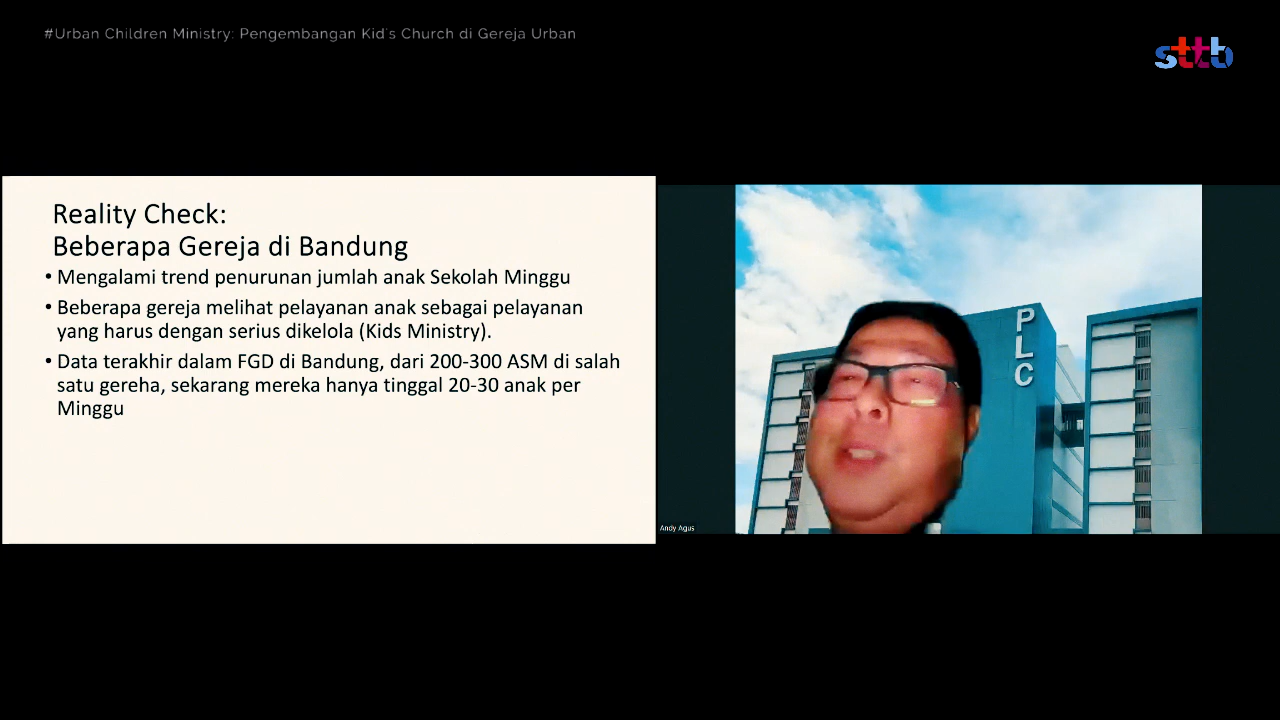 #Urban Children Ministry: Pengembangan Kid's Church di Gereja Urban
sttb
Reality Check:
Beberapa Gereja di Bandung
• Mengalami trend penurunan jumlah anak Sekolah Minggu
• Beberapa gereja melihat pelayanan anak sebagai pelayanan
yang harus dengan serius dikelola (Kids Ministry).
• Data terakhir dalam FGD di Bandung, dari 200-300 ASM di salah
satu gereha, sekarang mereka hanya tinggal 20-30 anak per
Minggu
PLC
Andy Agus